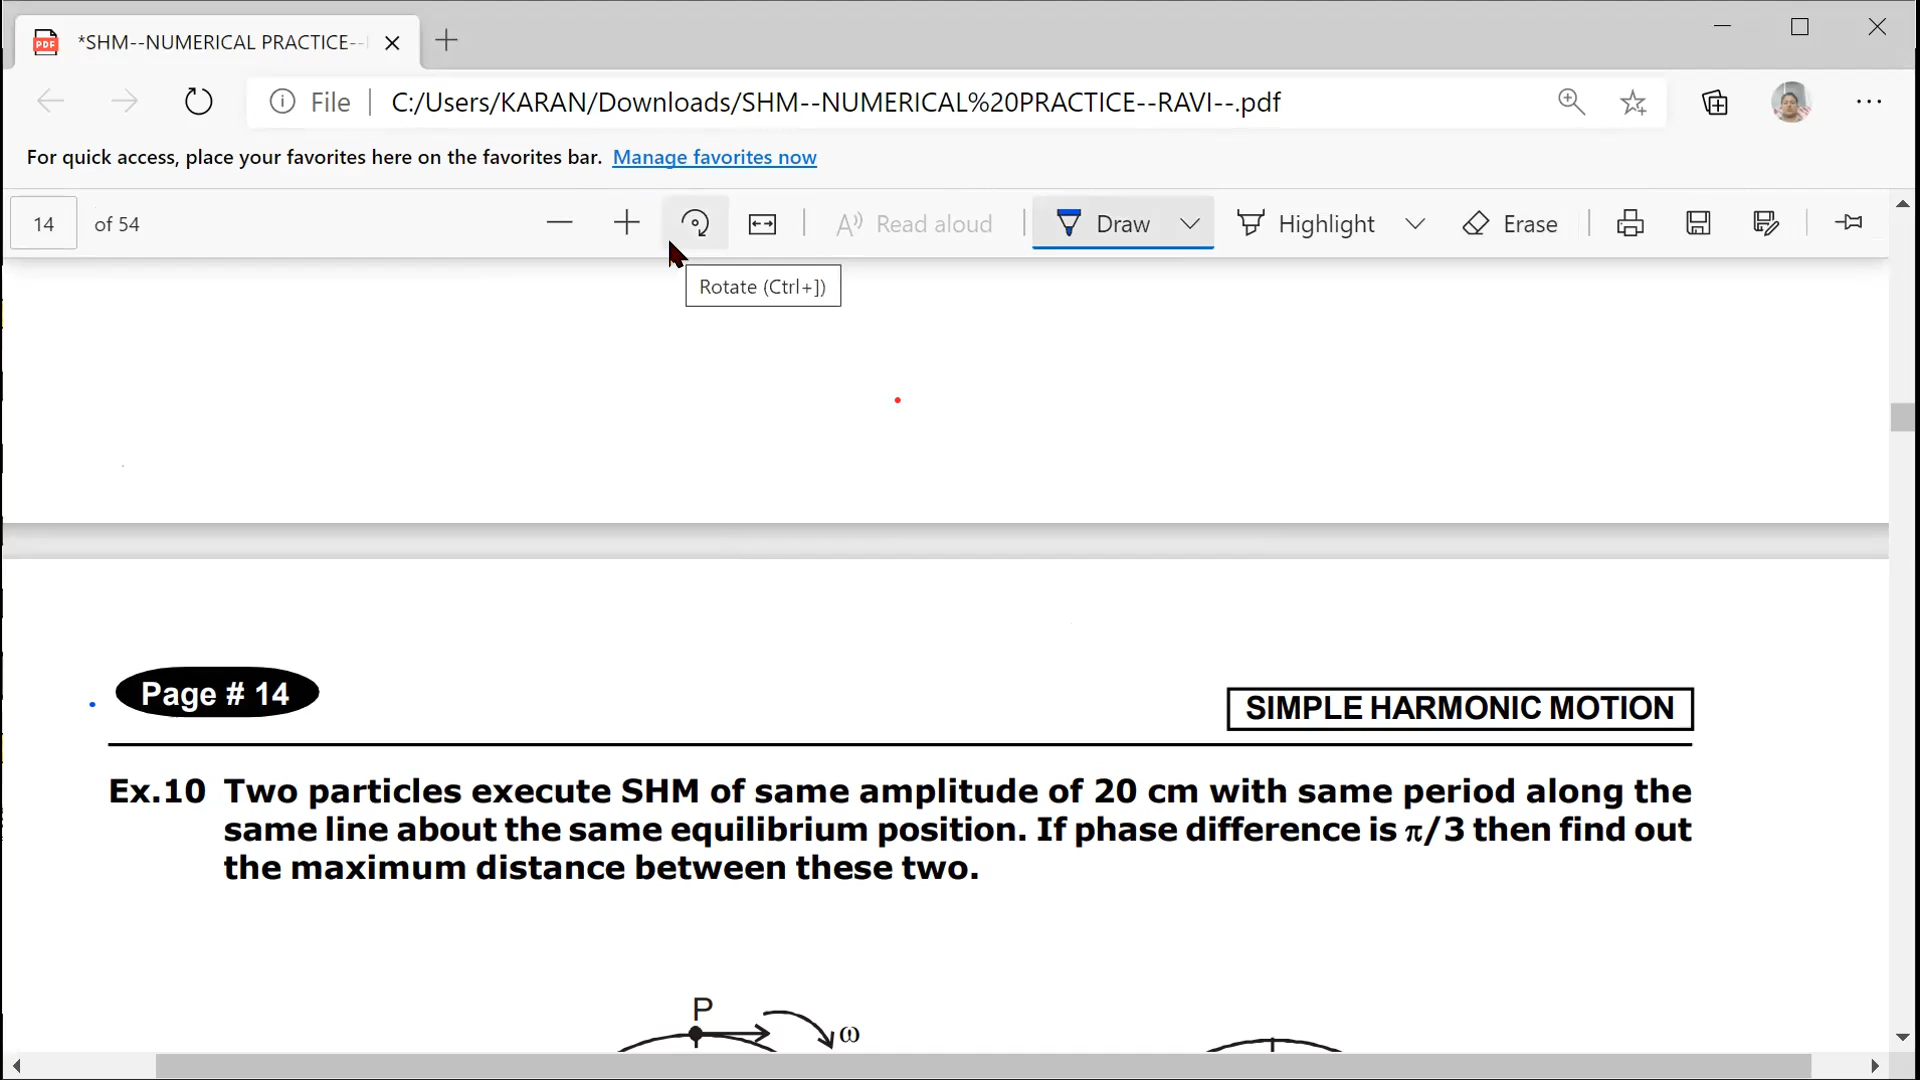 *SHM--NUMERICAL PRACTICE--
File C:/Users/KARAN/Downloads/SHM--NUMERICAL%20PRACTICE--RAVI--.pdf
For quick access, place your favorites here on the favorites bar. Manage favorites now
14 of 54 Read aloud Draw Highlight Erase
Rotate (Ctrl+])
Page # 14
SIMPLE HARMONIC MOTION
Ex.10 Two particles execute SHM of same amplitude of 20 cm with same period along the
same line about the same equilibrium position. If phase difference is π/3 then find out
the maximum distance between these two.
P
ω